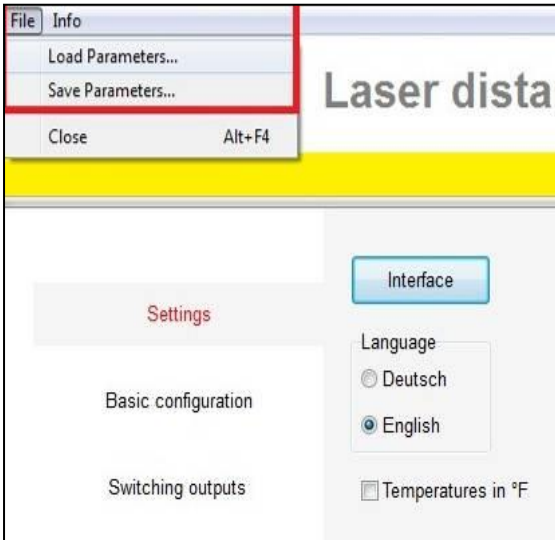 File Info
Load Parameters...
Save Parameters...
Close Alt+F4
Laser dista
Settings
Basic configuration
Switching outputs
Interface
Language
Deutsch
English
Temperatures in °F